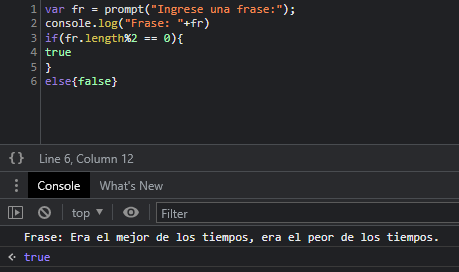 1 var fr = prompt("Ingrese una frase:");
2 console.log("Frase: "+fr)
3 if(fr.length%2 == 0){
4 true
5 }
6 else{false}
{} Line 6, Column 12
Console What's New
top Filter
Frase: Era el mejor de los tiempos, era el peor de los tiempos.
true